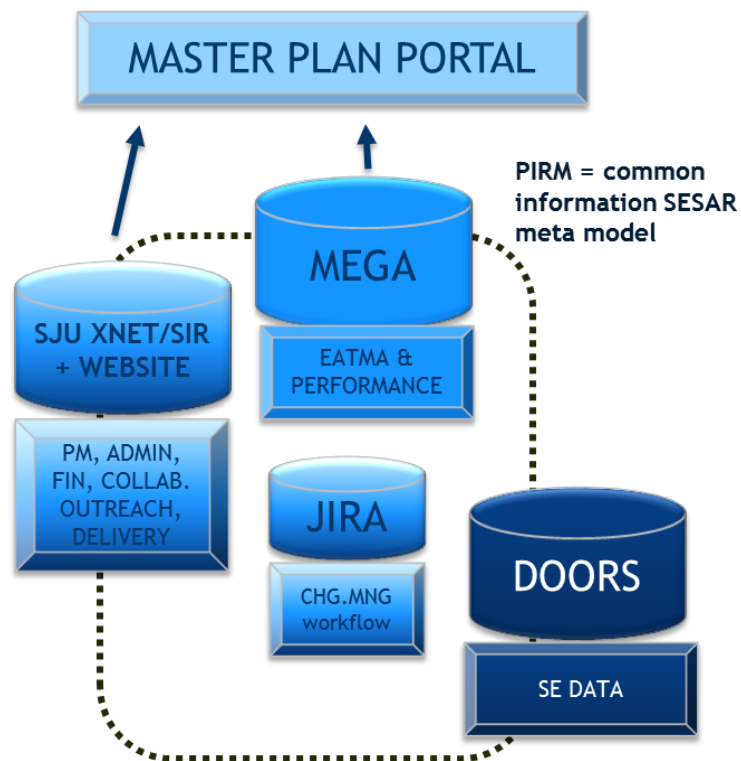 MASTER PLAN PORTAL
PIRM = common
information SESAR
meta model
MEGA
EATMA &
PERFORMANCE
SJU XNET/SIR
+ WEBSITE
PM, ADMIN,
FIN, COLLAB.
OUTREACH,
DELIVERY
JIRA
CHG.MNG
workflow
DOORS
SE DATA